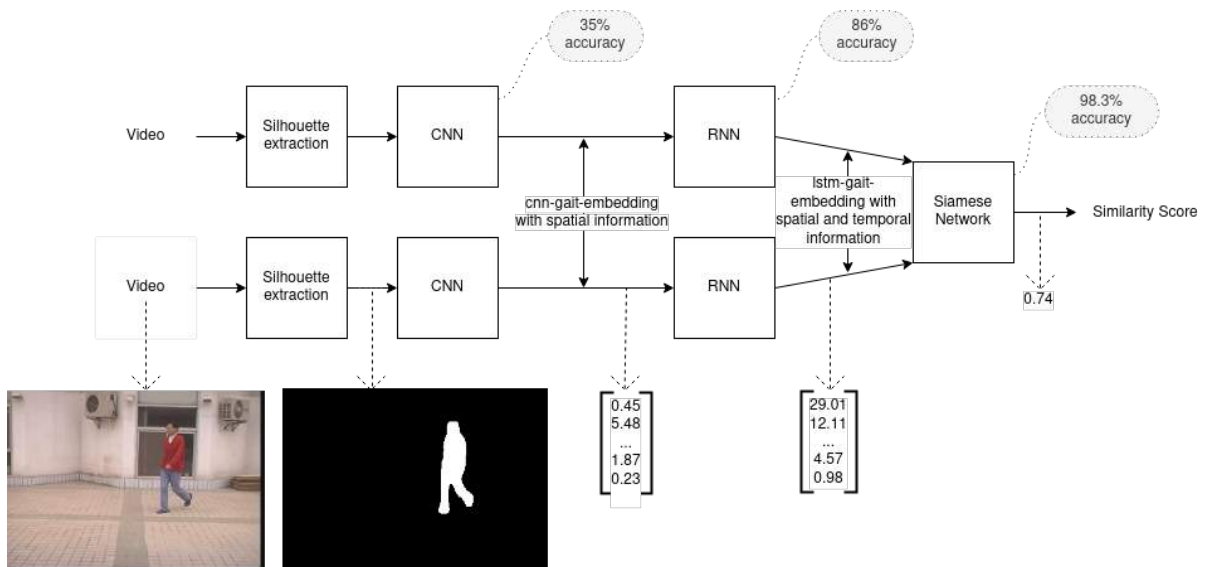 35%
accuracy
86%
accuracy
98.3%
accuracy
Video
Silhouette
extraction
CNN
RNN
cnn-gait-embedding
with spatial information
lstm-gait-
embedding with
spatial and temporal
information
Siamese
Network
Similarity Score
Video
Silhouette
extraction
CNN
RNN
0.74
0.45
5.48
...
1.87
0.23
29.01
12.11
...
4.57
0.98